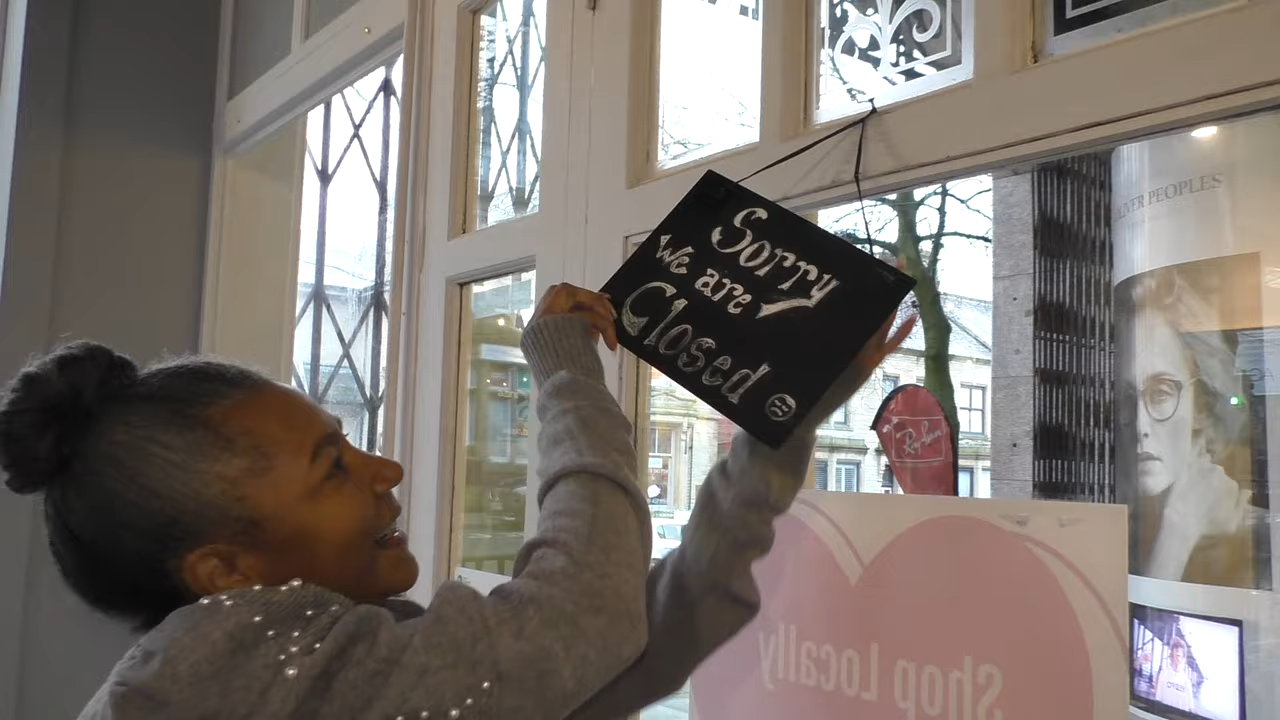 Sorry
we are
Closed
OLIVER PEOPLES
Ray-Ban
Shop Locally